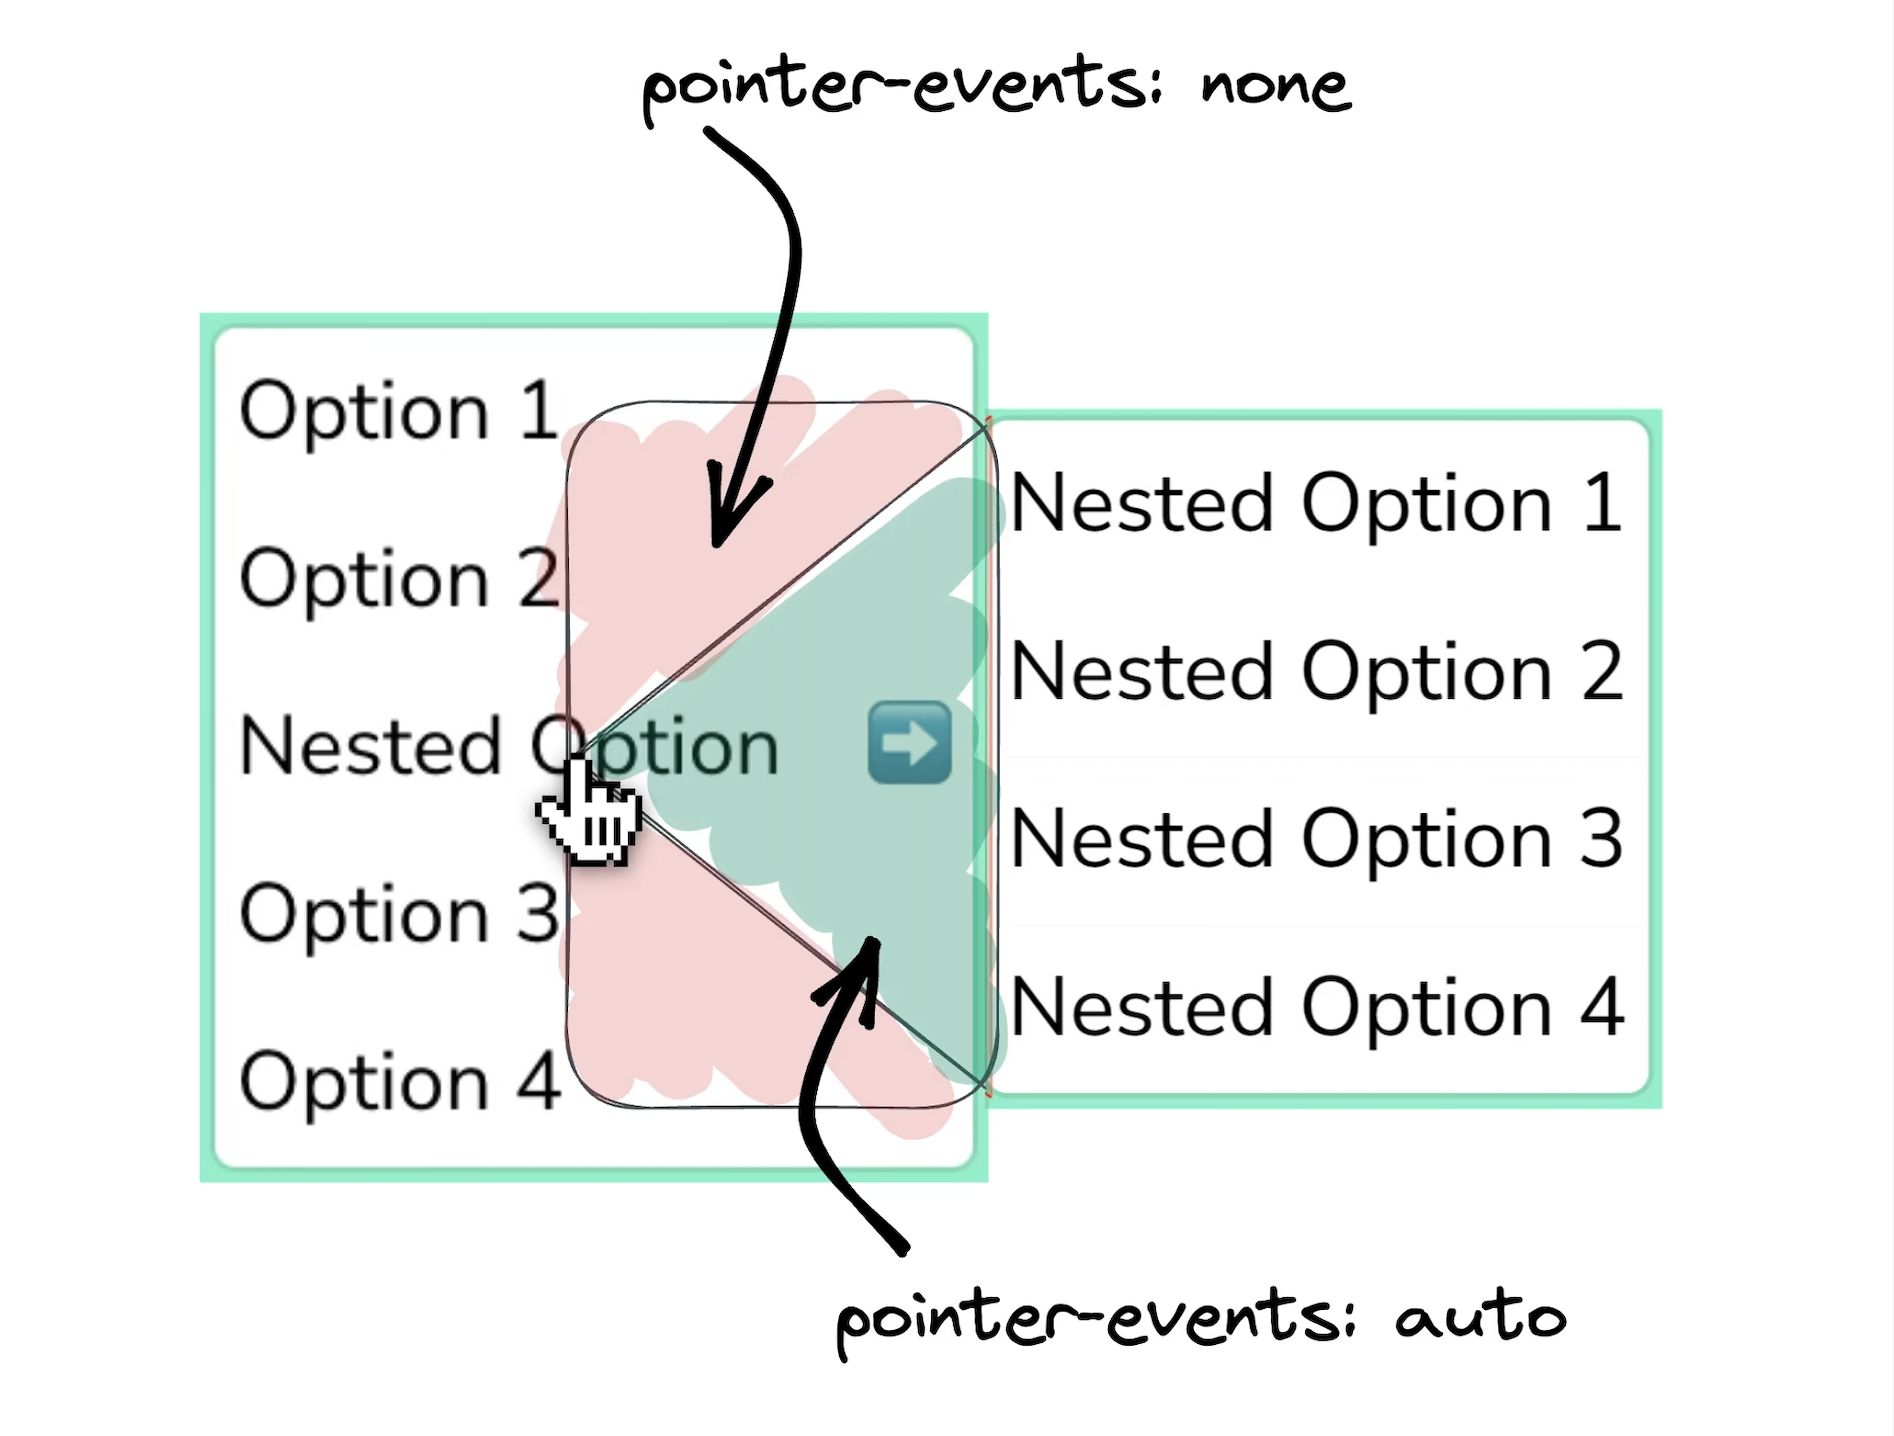 pointer-events: none
Option 1
Option 2
Nested Option ➡️
Option 3
Option 4
Nested Option 1
Nested Option 2
Nested Option 3
Nested Option 4
pointer-events: auto